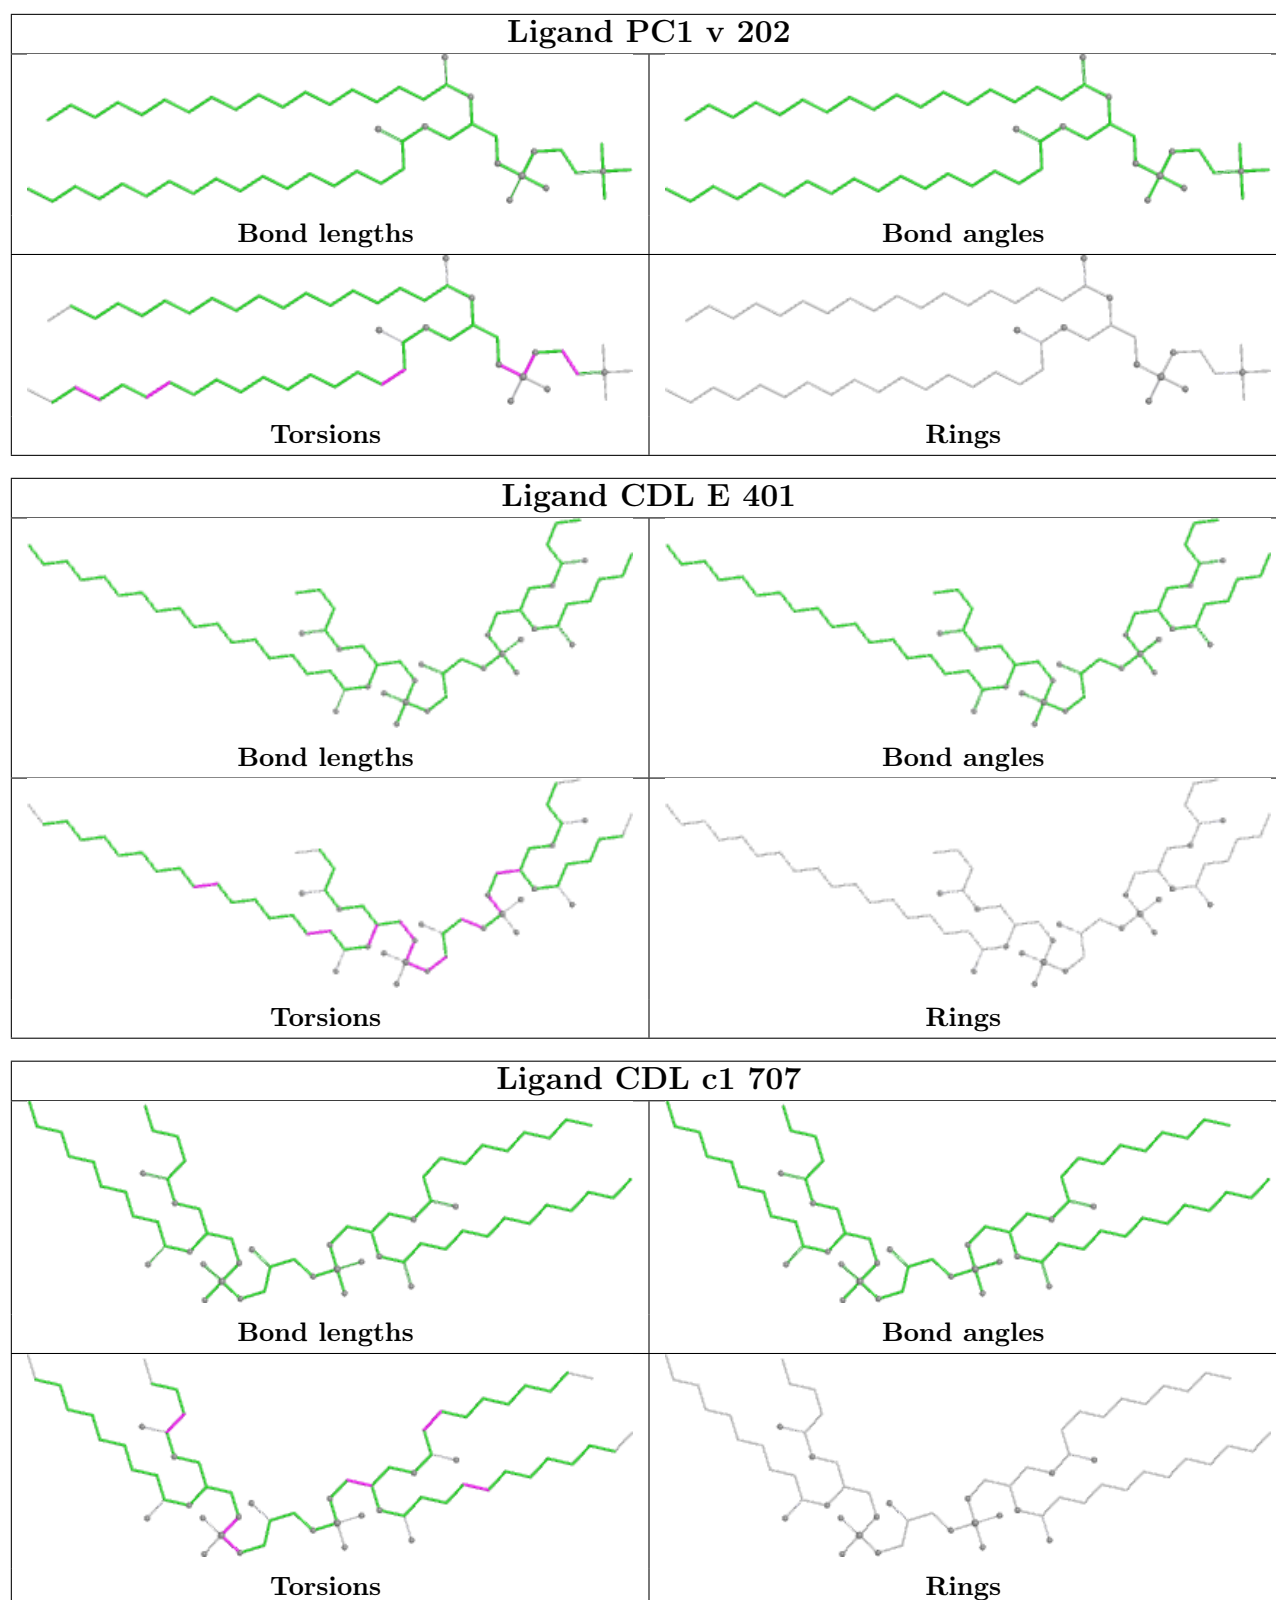 Ligand PC1 v 202
Bond lengths
Bond angles
Torsions
Rings
Ligand CDL E 401
Bond lengths
Bond angles
Torsions
Rings
Ligand CDL c1 707
Bond lengths
Bond angles
Torsions
Rings